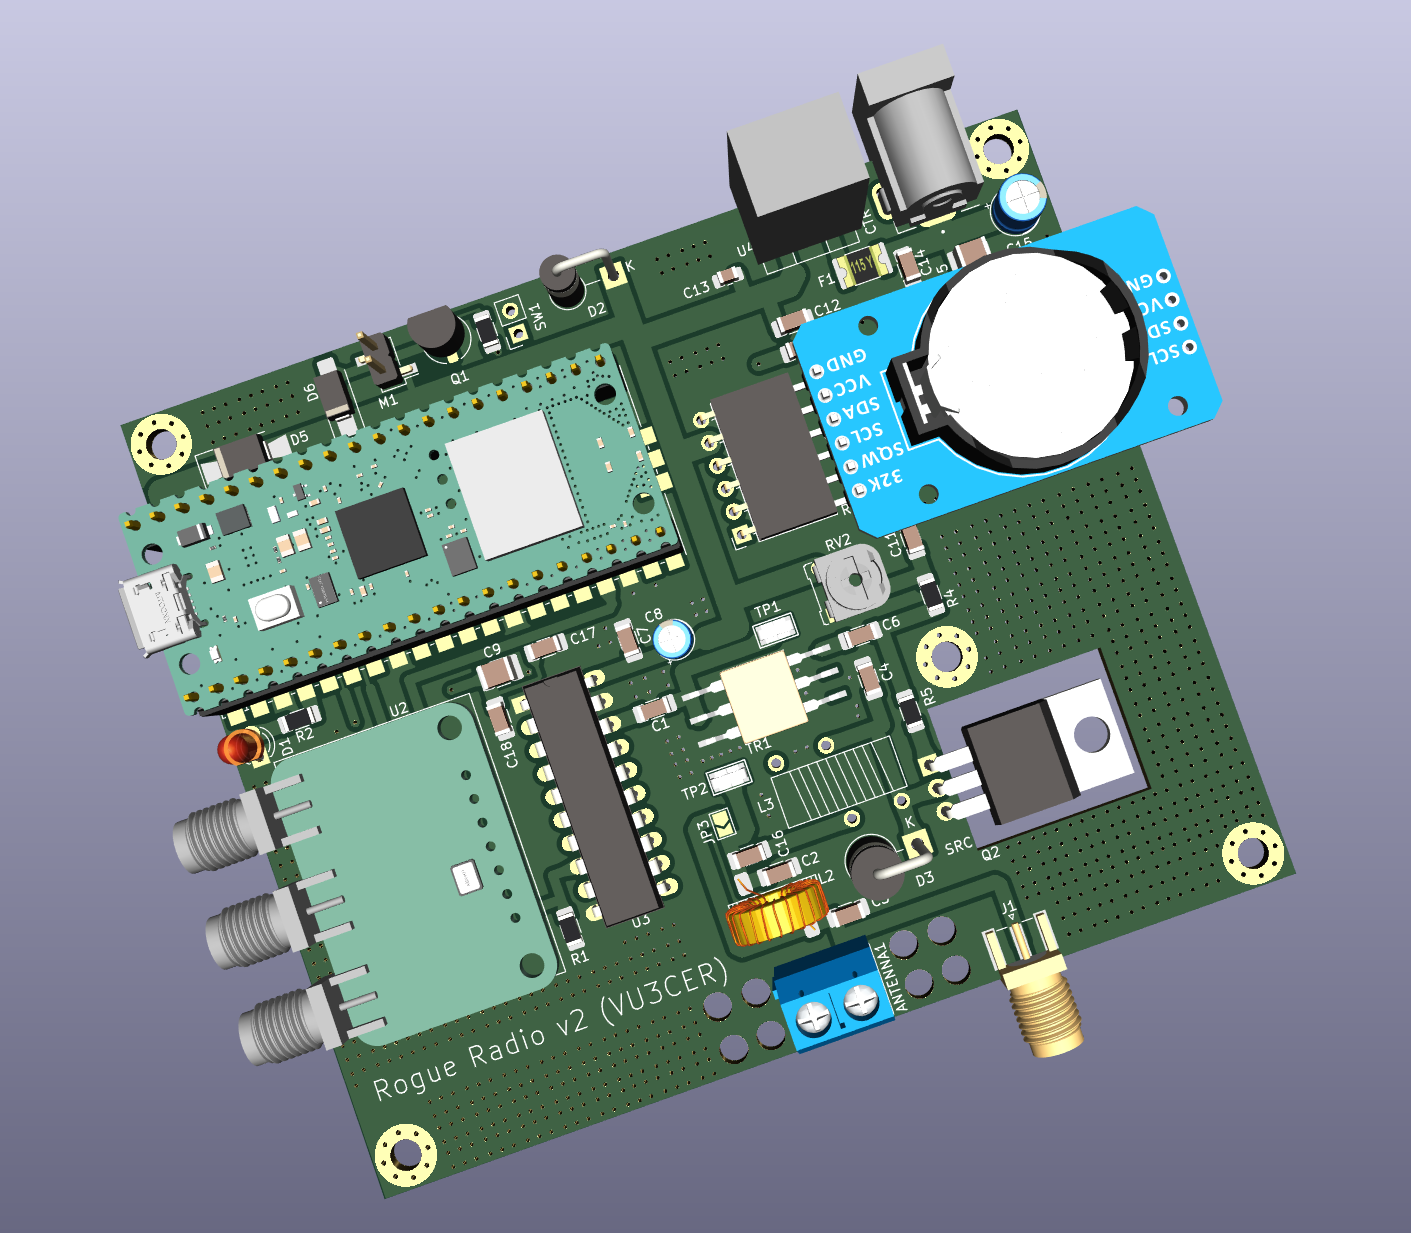 K
D2
SW1
Q1
M1
D6
D5
C13
F1
115Y
C14
C15
C12
GND
VCC
SDA
SCL
SQW
32K
SCL
RV2
R4
TP1
C6
C4
R5
C8
C7
C17
C9
C18
C1
U2
R2
D1
TR1
TP2
JP3
L3
C16
C2
L2
K
D3
SRC
Q2
J1
U3
R1
ANTENNA1
Rogue Radio v2 (VU3CER)